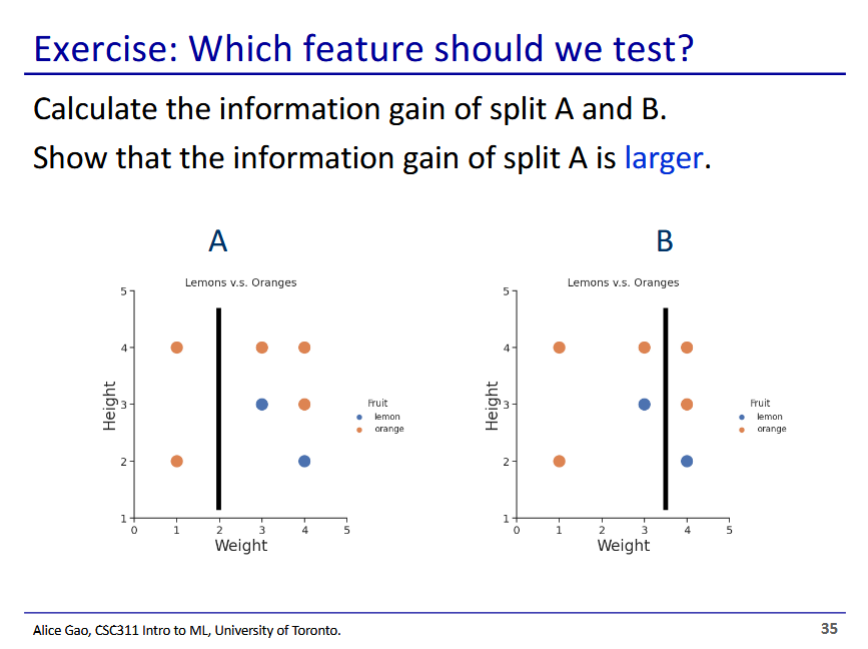 Exercise: Which feature should we test?
Calculate the information gain of split A and B.
Show that the information gain of split A is larger.
A
Lemons v.s. Oranges
5
4
3
2
1
0 1 2 3 4 5
Height
Weight
Fruit
lemon
orange
B
Lemons v.s. Oranges
5
4
3
2
1
0 1 2 3 4 5
Height
Weight
Fruit
lemon
orange
Alice Gao, CSC311 Intro to ML, University of Toronto.
35